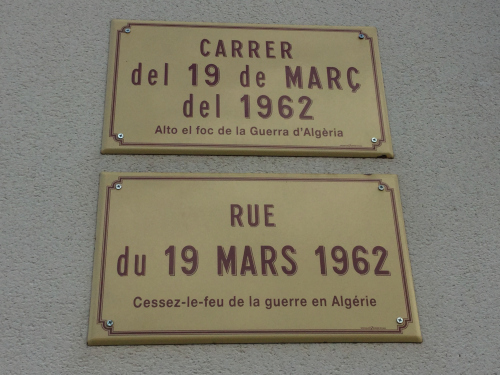 CARRER
del 19 de MARÇ
del 1962
Alto el foc de la Guerra d'Algèria
RUE
du 19 MARS 1962
Cessez-le-feu de la guerre en Algérie